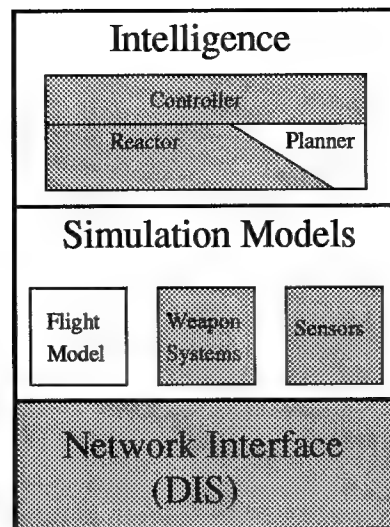 Intelligence
Controller
Reactor
Planner
Simulation Models
Flight
Model
Weapon
Systems
Sensors
Network Interface
(DIS)